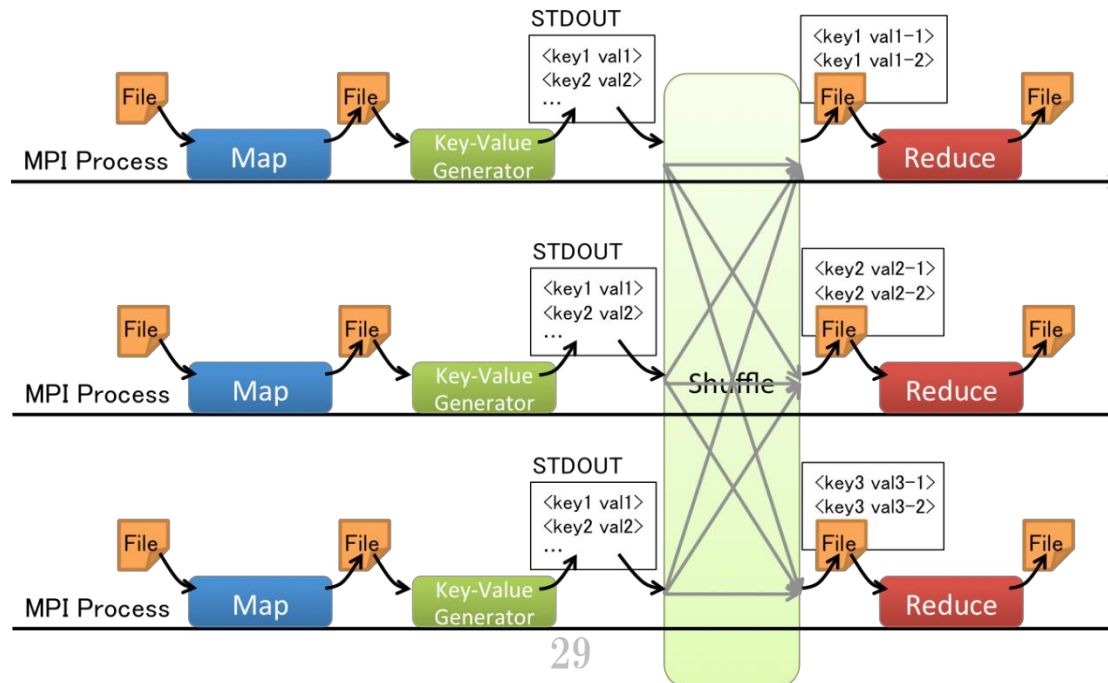 STDOUT
<key1 val1>
<key2 val2>
...
<key1 val1-1>
<key1 val1-2>
File
File
File
File
MPI Process
Map
Key-Value
Generator
Reduce
STDOUT
<key1 val1>
<key2 val2>
...
<key2 val2-1>
<key2 val2-2>
File
File
File
File
MPI Process
Map
Key-Value
Generator
Shuffle
Reduce
STDOUT
<key1 val1>
<key2 val2>
...
<key3 val3-1>
<key3 val3-2>
File
File
File
File
MPI Process
Map
Key-Value
Generator
Reduce
29